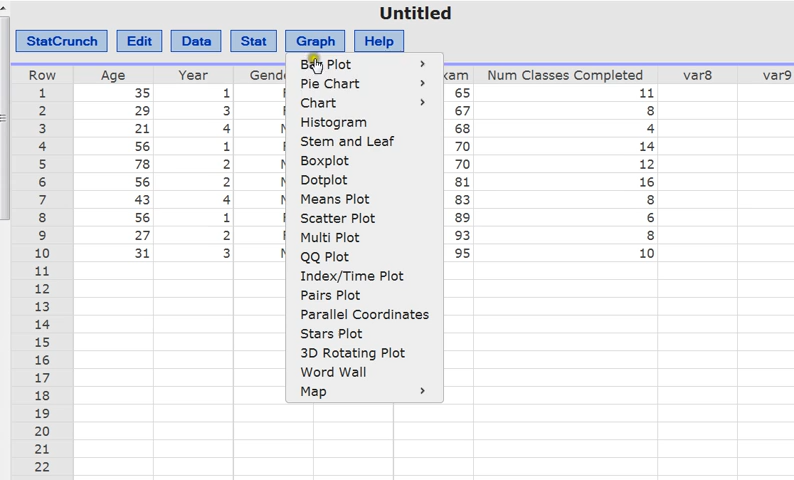 Untitled
StatCrunch Edit Data Stat Graph Help
Row Age Year Num Classes Completed var8 var9
1 35 1 65 11
2 29 3 67 8
3 21 4 68 4
4 56 1 70 14
5 78 2 70 12
6 56 2 81 16
7 43 4 83 8
8 56 1 89 6
9 27 2 93 8
10 31 3 95 10
11
12
13
14
15
16
17
18
19
20
21
22
Bar Plot
Pie Chart
Chart
Histogram
Stem and Leaf
Boxplot
Dotplot
Means Plot
Scatter Plot
Multi Plot
QQ Plot
Index/Time Plot
Pairs Plot
Parallel Coordinates
Stars Plot
3D Rotating Plot
Word Wall
Map